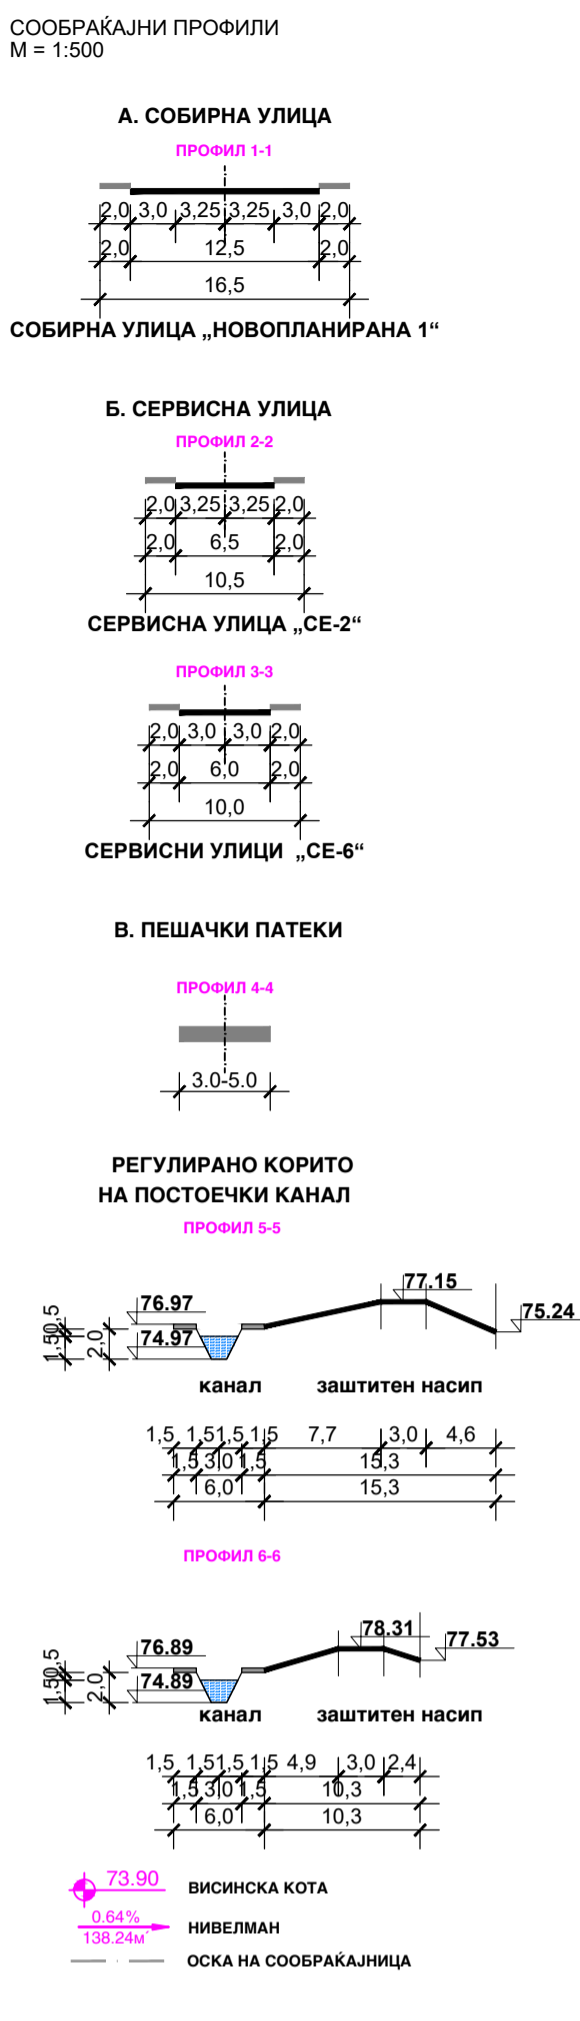 СООБРАЌАЈНИ ПРОФИЛИ
М = 1:500
А. СОБИРНА УЛИЦА
ПРОФИЛ 1-1
2,0 3,0 3,25 3,25 3,0 2,0
2,0 12,5 2,0
16,5
СОБИРНА УЛИЦА „НОВОПЛАНИРАНА 1“
Б. СЕРВИСНА УЛИЦА
ПРОФИЛ 2-2
2,0 3,25 3,25 2,0
2,0 6,5 2,0
10,5
СЕРВИСНА УЛИЦА „СЕ-2“
ПРОФИЛ 3-3
2,0 3,0 3,0 2,0
2,0 6,0 2,0
10,0
СЕРВИСНИ УЛИЦИ „СЕ-6“
В. ПЕШАЧКИ ПАТЕКИ
ПРОФИЛ 4-4
3.0-5.0
РЕГУЛИРАНО КОРИТО
НА ПОСТОЕЧКИ КАНАЛ
ПРОФИЛ 5-5
77.15
76.97 75.24
1,5 0,5 2,0 74.97
канал заштитен насип
1,5 1,5 1,5 1,5 7,7 3,0 4,6
1,5 3,0 1,5 15,3
6,0 15,3
ПРОФИЛ 6-6
78.31
76.89 77.53
1,5 0,5 2,0 74.89
канал заштитен насип
1,5 1,5 1,5 1,5 4,9 3,0 2,4
1,5 3,0 1,5 10,3
6,0 10,3
73.90 ВИСИНСКА КОТА
0.64%
138.24м´ НИВЕЛМАН
ОСКА НА СООБРАЌАЈНИЦА